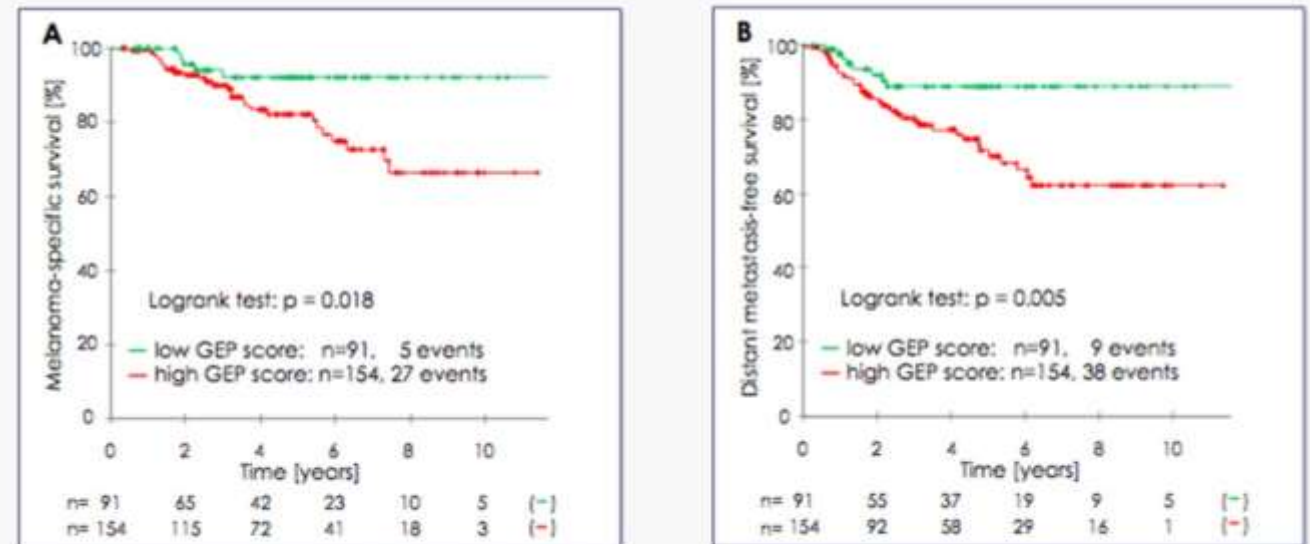 A
Melanoma-specific survival [%]
100
80
60
40
20
0
Logrank test: p = 0.018
low GEP score: n=91, 5 events
high GEP score: n=154, 27 events
0 2 4 6 8 10
Time [years]
n= 91 65 42 23 10 5 (-)
n= 154 115 72 41 18 3 (-)
B
Distant metastasis-free survival [%]
100
80
60
40
20
0
Logrank test: p = 0.005
low GEP score: n=91, 9 events
high GEP score: n=154, 38 events
0 2 4 6 8 10
Time [years]
n= 91 55 37 19 9 5 (-)
n= 154 92 58 29 16 1 (-)